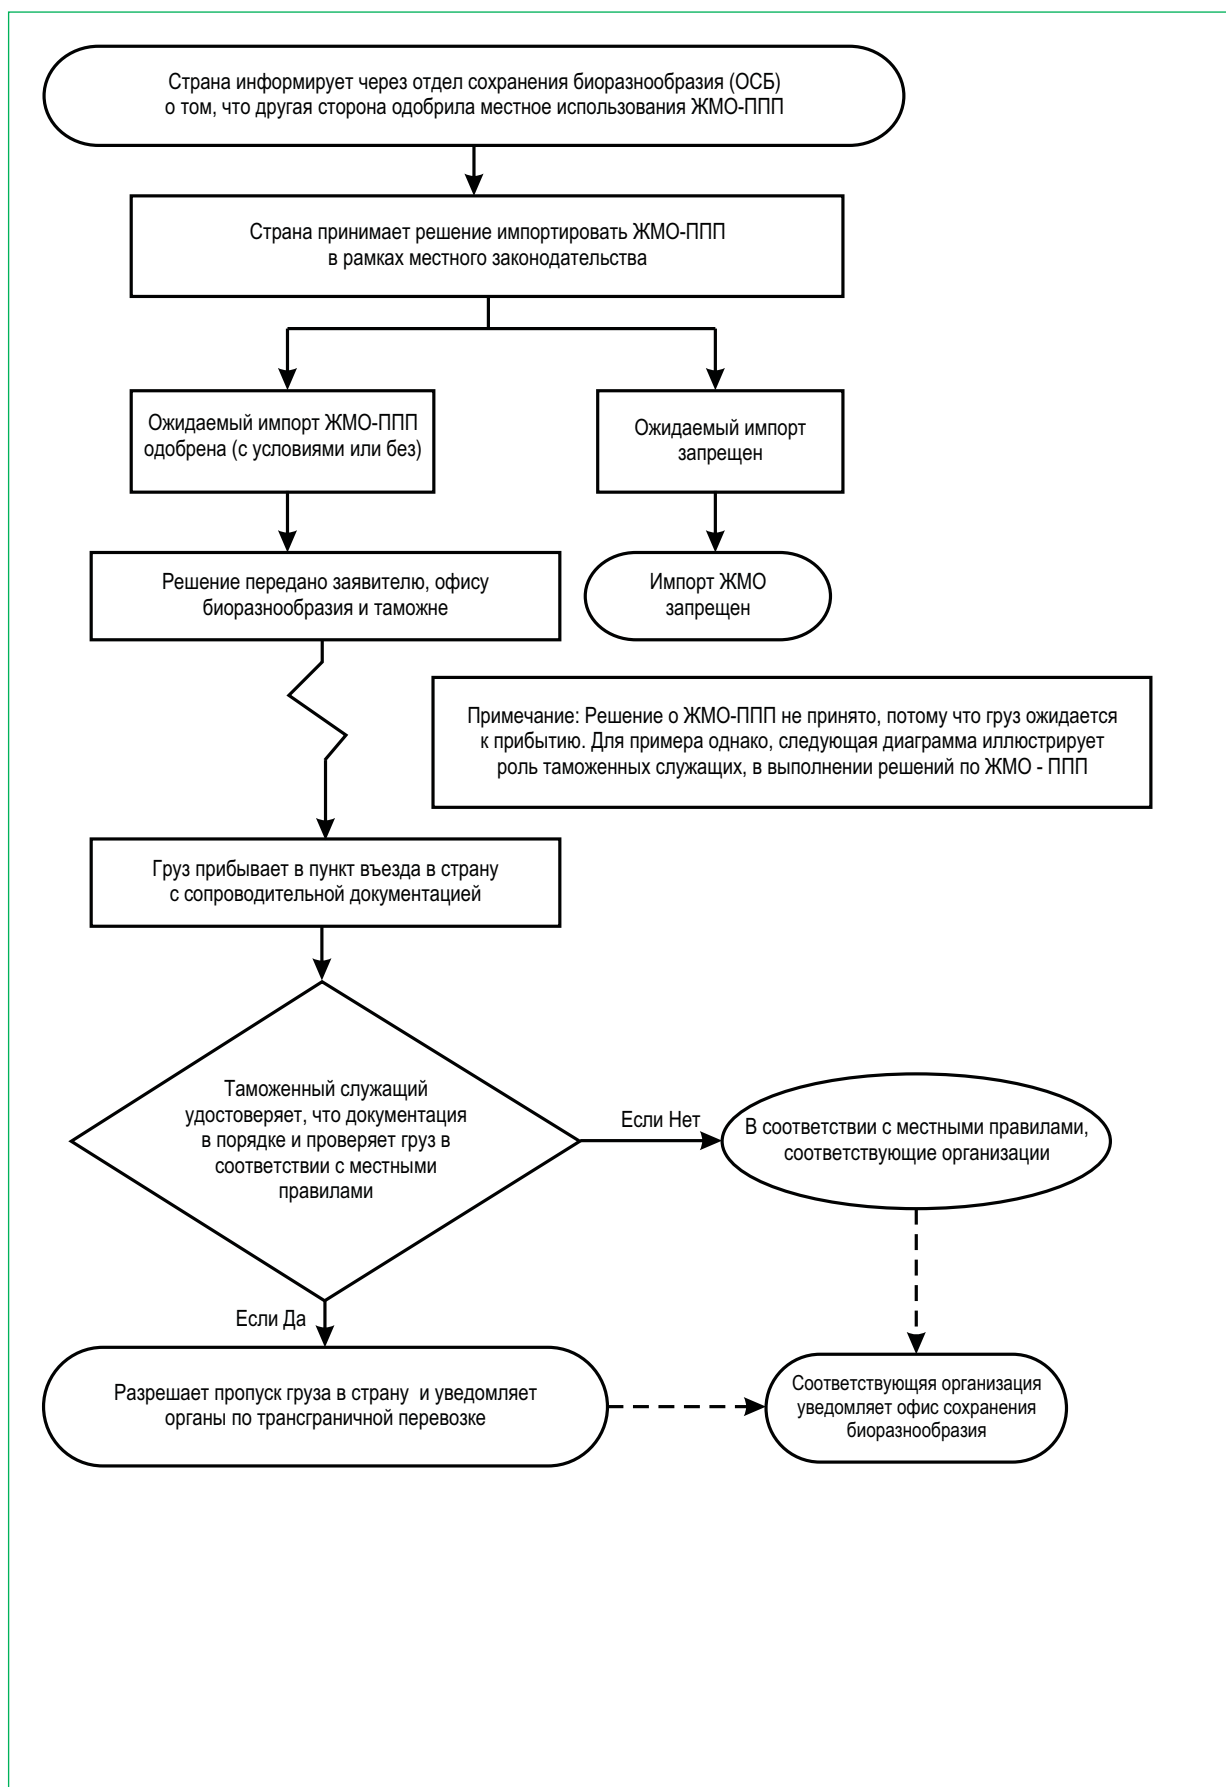 Страна информирует через отдел сохранения биоразнообразия (ОСБ)
о том, что другая сторона одобрила местное использования ЖМО-ППП
Страна принимает решение импортировать ЖМО-ППП
в рамках местного законодательства
Ожидаемый импорт ЖМО-ППП
одобрена (с условиями или без)
Ожидаемый импорт
запрещен
Решение передано заявителю, офису
биоразнообразия и таможне
Импорт ЖМО
запрещен
Примечание: Решение о ЖМО-ППП не принято, потому что груз ожидается
к прибытию. Для примера однако, следующая диаграмма иллюстрирует
роль таможенных служащих, в выполнении решений по ЖМО - ППП
Груз прибывает в пункт въезда в страну
с сопроводительной документацией
Таможенный служащий
удостоверяет, что документация
в порядке и проверяет груз в
соответствии с местными
правилами
Если Нет
В соответствии с местными правилами,
соответствующие организации
Если Да
Разрешает пропуск груза в страну и уведомляет
органы по трансграничной перевозке
Соответствующяя организация
уведомляет офис сохранения
биоразнообразия